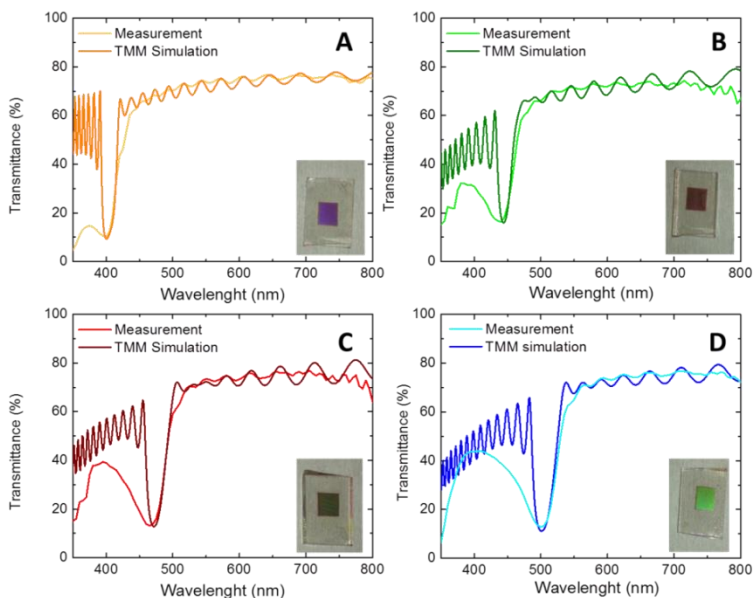 Measurement
TMM Simulation
A
Transmittance (%)
100
80
60
40
20
0
400 500 600 700 800
Wavelenght (nm)
Measurement
TMM Simulation
B
Transmittance (%)
100
80
60
40
20
0
400 500 600 700 800
Wavelenght (nm)
Measurement
TMM Simulation
C
Transmittance (%)
100
80
60
40
20
0
400 500 600 700 800
Wavelenght (nm)
Measurement
TMM simulation
D
Transmittance (%)
100
80
60
40
20
0
400 500 600 700 800
Wavelenght (nm)